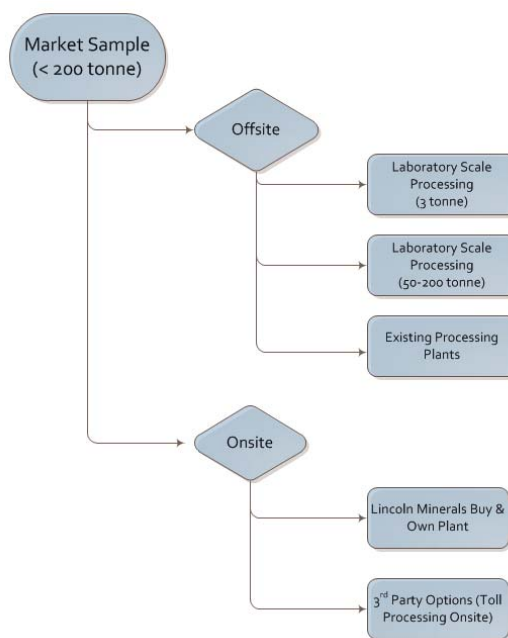 Market Sample
(< 200 tonne)
Offsite
Laboratory Scale
Processing
(3 tonne)
Laboratory Scale
Processing
(50-200 tonne)
Existing Processing
Plants
Onsite
Lincoln Minerals Buy &
Own Plant
3rd Party Options (Toll
Processing Onsite)